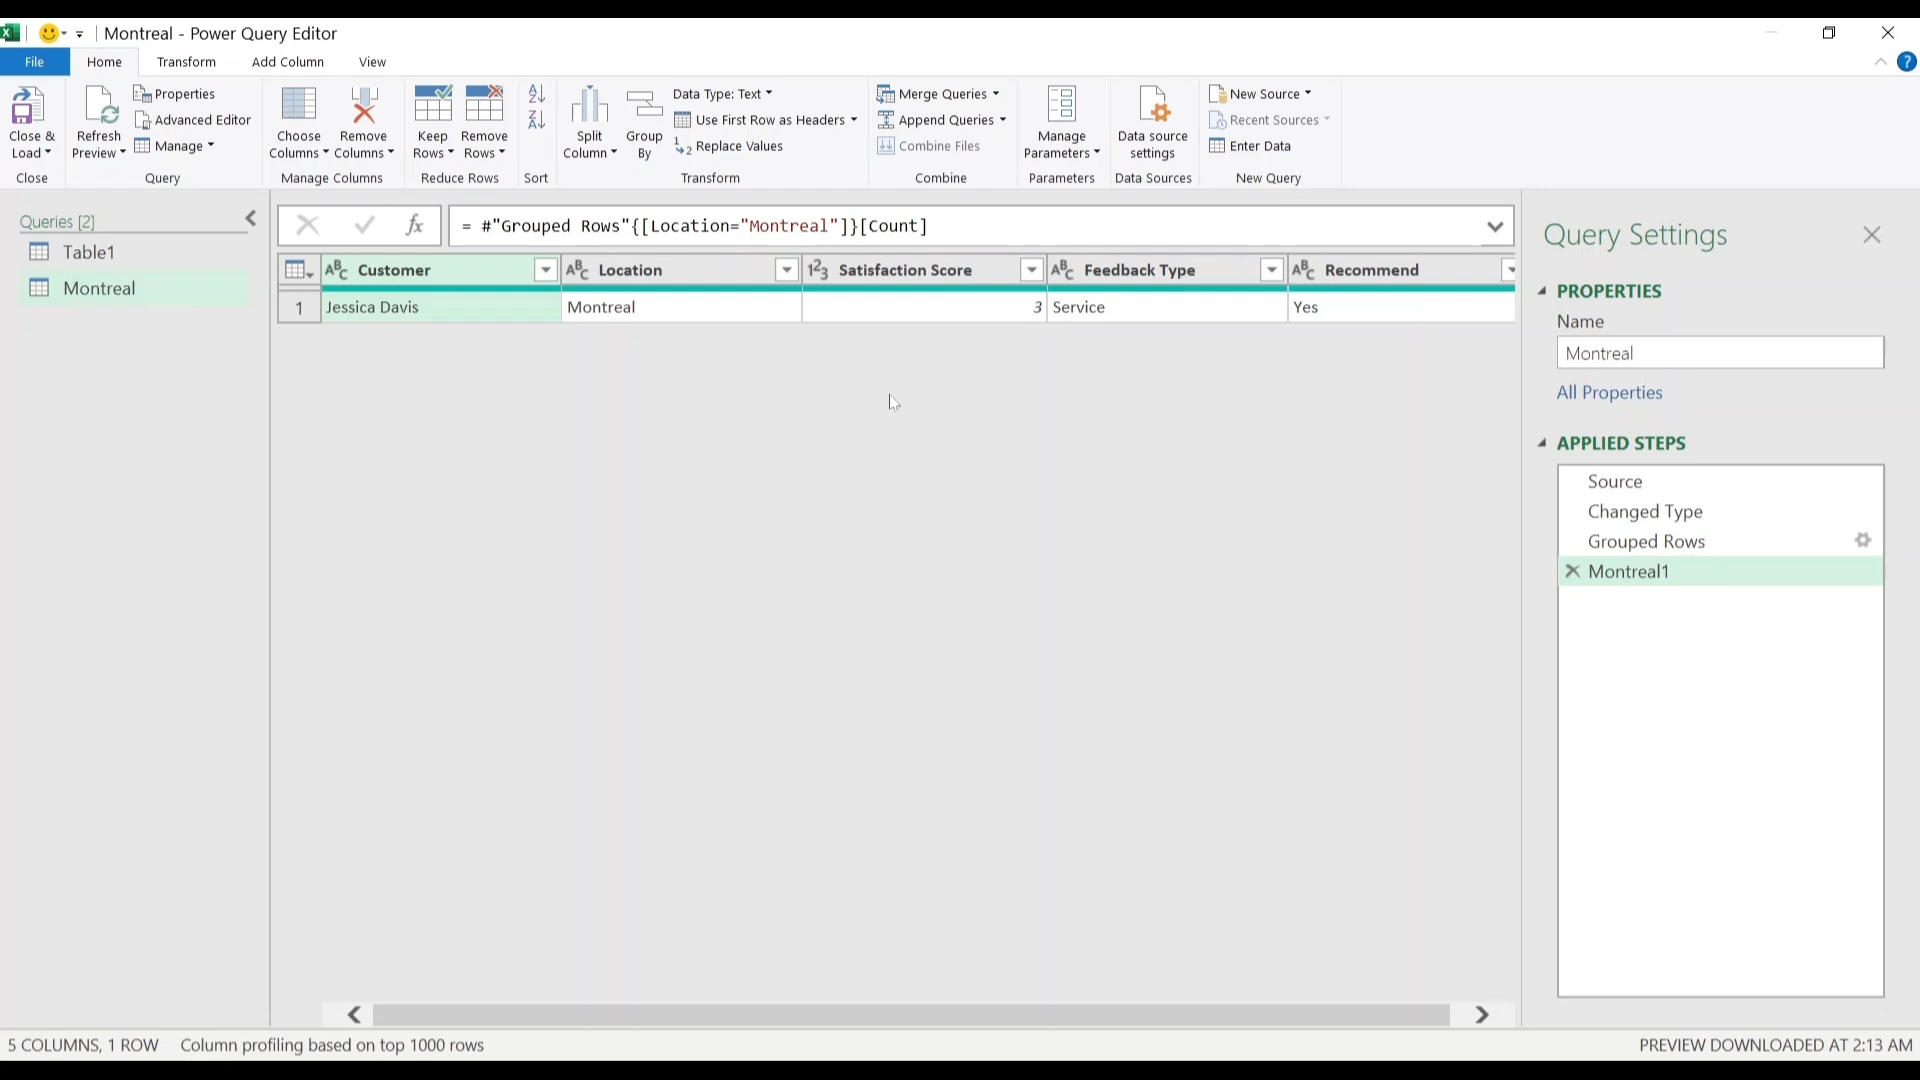 Montreal - Power Query Editor
File Home Transform Add Column View
Close & Load
Refresh Preview
Properties
Advanced Editor
Manage
Choose Columns
Remove Columns
Keep Rows
Remove Rows
Split Column
Group By
Data Type: Text
Use First Row as Headers
Replace Values
Merge Queries
Append Queries
Combine Files
Manage Parameters
Data source settings
New Source
Recent Sources
Enter Data
Close Query Manage Columns Reduce Rows Sort Transform Combine Parameters Data Sources New Query
Queries [2]
Table1
Montreal
fx = #"Grouped Rows"{[Location="Montreal"]}[Count]
Customer Location Satisfaction Score Feedback Type Recommend
1 Jessica Davis Montreal 3 Service Yes
Query Settings
PROPERTIES
Name
Montreal
All Properties
APPLIED STEPS
Source
Changed Type
Grouped Rows
Montreal1
5 COLUMNS, 1 ROW Column profiling based on top 1000 rows PREVIEW DOWNLOADED AT 2:13 AM